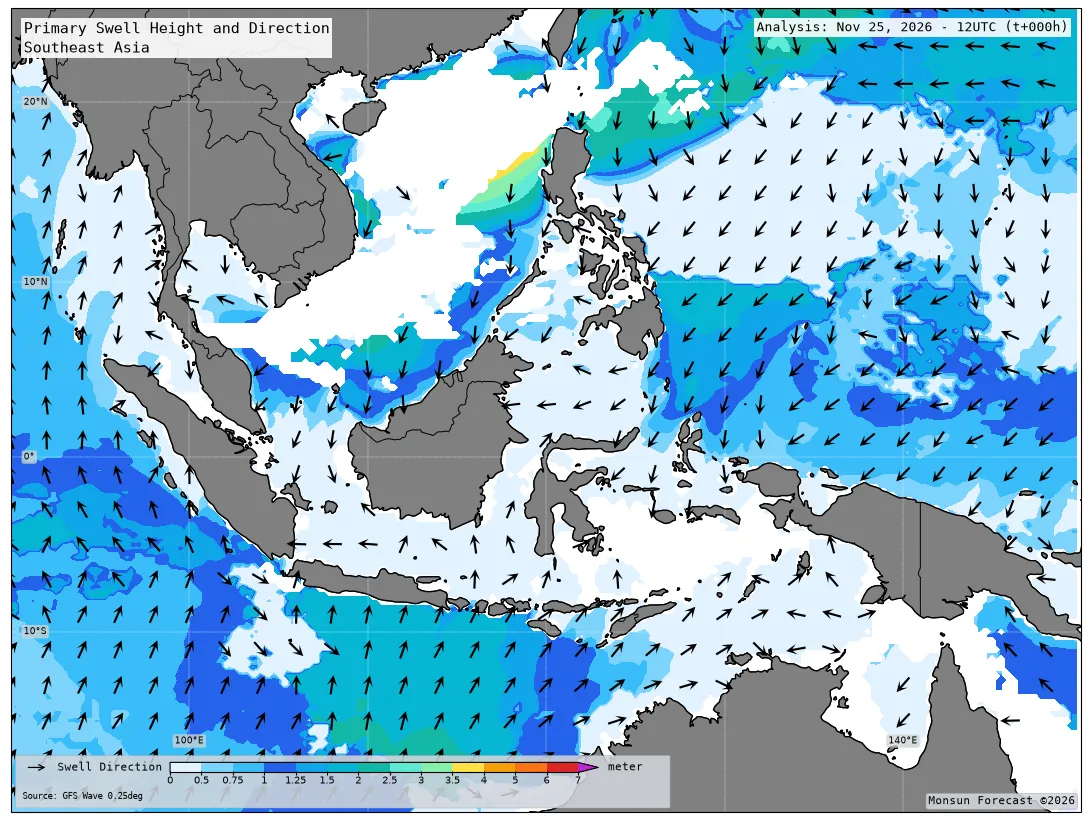 Primary Swell Height and Direction
Southeast Asia
Analysis: Nov 25, 2026 - 12UTC (t+000h)
20°N
10°N
0°
10°S
100°E
140°E
Swell Direction
meter
0 0.5 0.75 1 1.25 1.5 2 2.5 3 3.5 4 5 6 7
Source: GFS Wave 0.25deg
Monsun Forecast ©2026